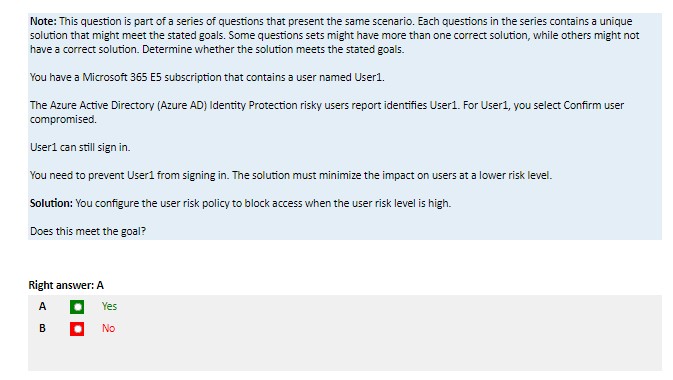 Note: This question is part of a series of questions that present the same scenario. Each questions in the series contains a unique
solution that might meet the stated goals. Some questions sets might have more than one correct solution, while others might not
have a correct solution. Determine whether the solution meets the stated goals.
You have a Microsoft 365 E5 subscription that contains a user named User1.
The Azure Active Directory (Azure AD) Identity Protection risky users report identifies User1. For User1, you select Confirm user
compromised.
User1 can still sign in.
You need to prevent User1 from signing in. The solution must minimize the impact on users at a lower risk level.
Solution: You configure the user risk policy to block access when the user risk level is high.
Does this meet the goal?
Right answer: A
A Yes
B No